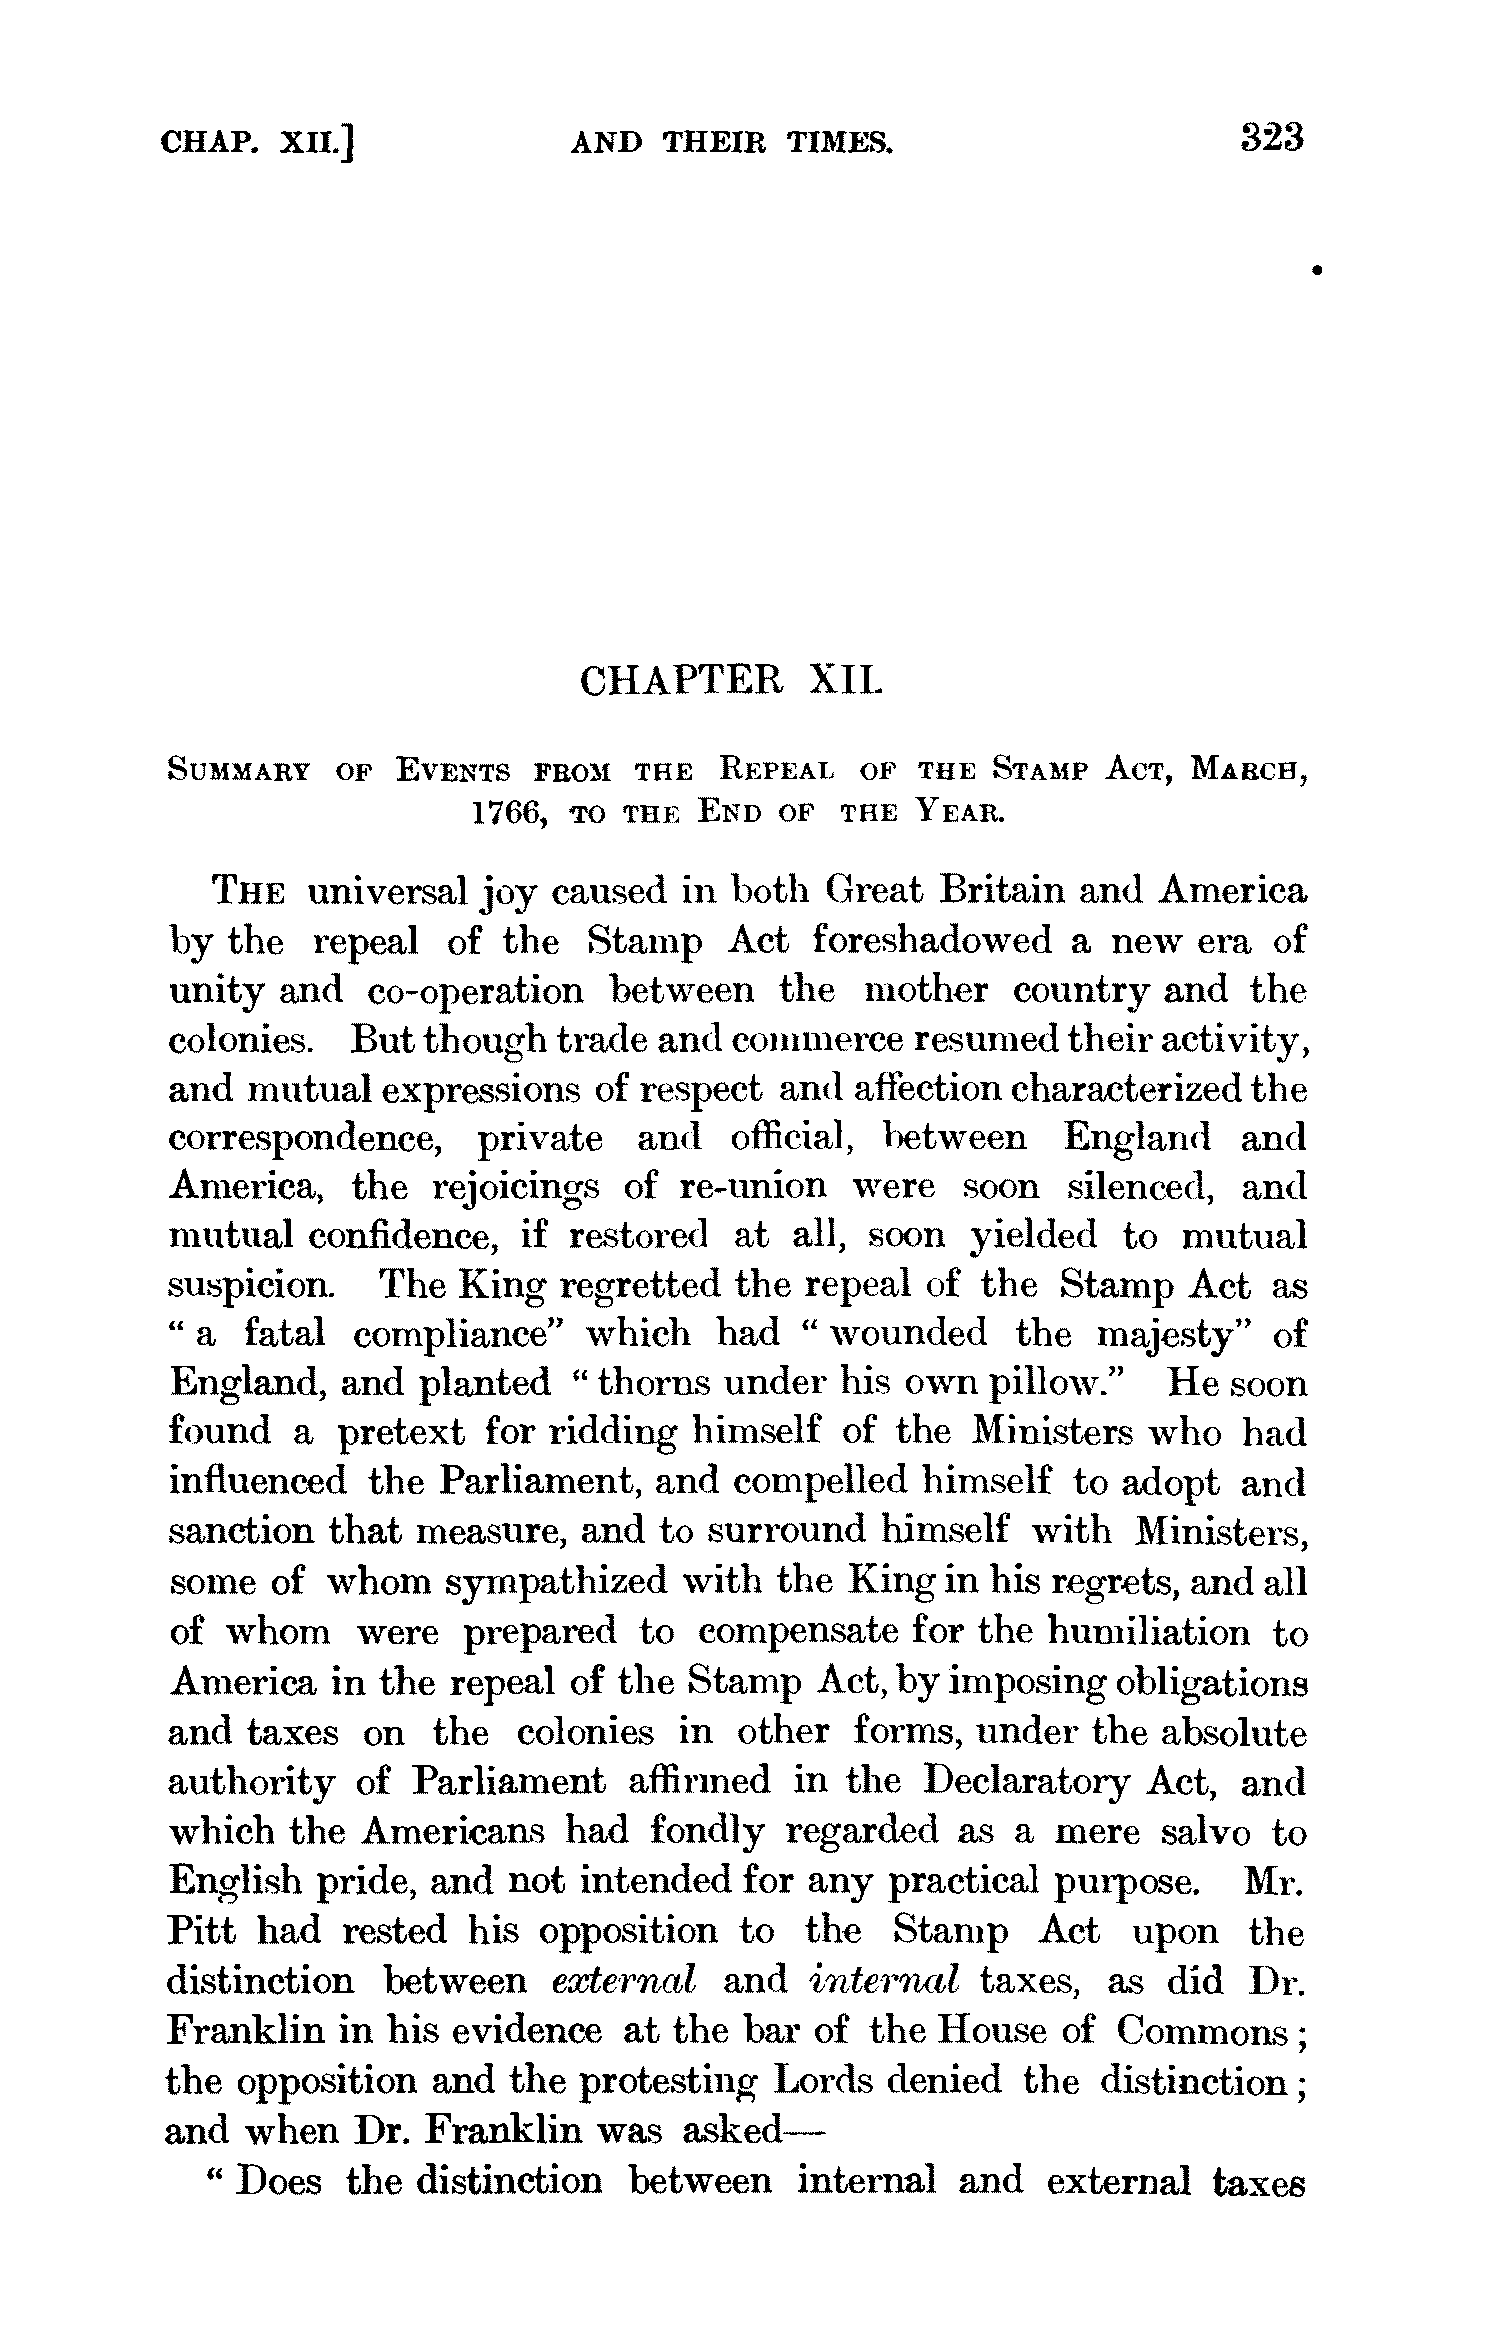 CHAP. XII.] AND THEIR TIMES. 323
CHAPTER XII.
SUMMARY OF EVENTS FROM THE REPEAL OF THE STAMP ACT, MARCH,
1766, TO THE END OF THE YEAR.
THE universal joy caused in both Great Britain and America
by the repeal of the Stamp Act foreshadowed a new era of
unity and co-operation between the mother country and the
colonies. But though trade and commerce resumed their activity,
and mutual expressions of respect and affection characterized the
correspondence, private and official, between England and
America, the rejoicings of re-union were soon silenced, and
mutual confidence, if restored at all, soon yielded to mutual
suspicion. The King regretted the repeal of the Stamp Act as
“ a fatal compliance” which had “ wounded the majesty” of
England, and planted “ thorns under his own pillow.” He soon
found a pretext for ridding himself of the Ministers who had
influenced the Parliament, and compelled himself to adopt and
sanction that measure, and to surround himself with Ministers,
some of whom sympathized with the King in his regrets, and all
of whom were prepared to compensate for the humiliation to
America in the repeal of the Stamp Act, by imposing obligations
and taxes on the colonies in other forms, under the absolute
authority of Parliament affirmed in the Declaratory Act, and
which the Americans had fondly regarded as a mere salvo to
English pride, and not intended for any practical purpose. Mr.
Pitt had rested his opposition to the Stamp Act upon the
distinction between external and internal taxes, as did Dr.
Franklin in his evidence at the bar of the House of Commons ;
the opposition and the protesting Lords denied the distinction ;
and when Dr. Franklin was asked—
“ Does the distinction between internal and external taxes